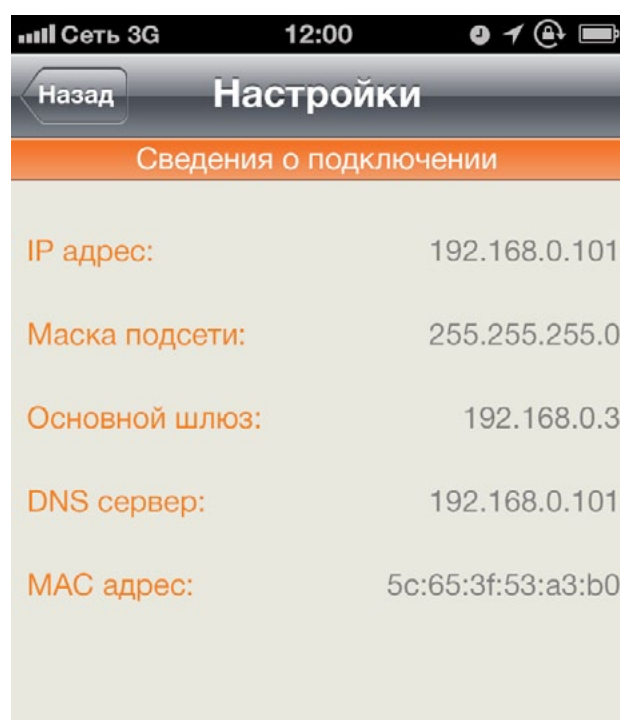 Сеть 3G 12:00
Назад Настройки
Сведения о подключении
IP адрес: 192.168.0.101
Маска подсети: 255.255.255.0
Основной шлюз: 192.168.0.3
DNS сервер: 192.168.0.101
MAC адрес: 5c:65:3f:53:a3:b0